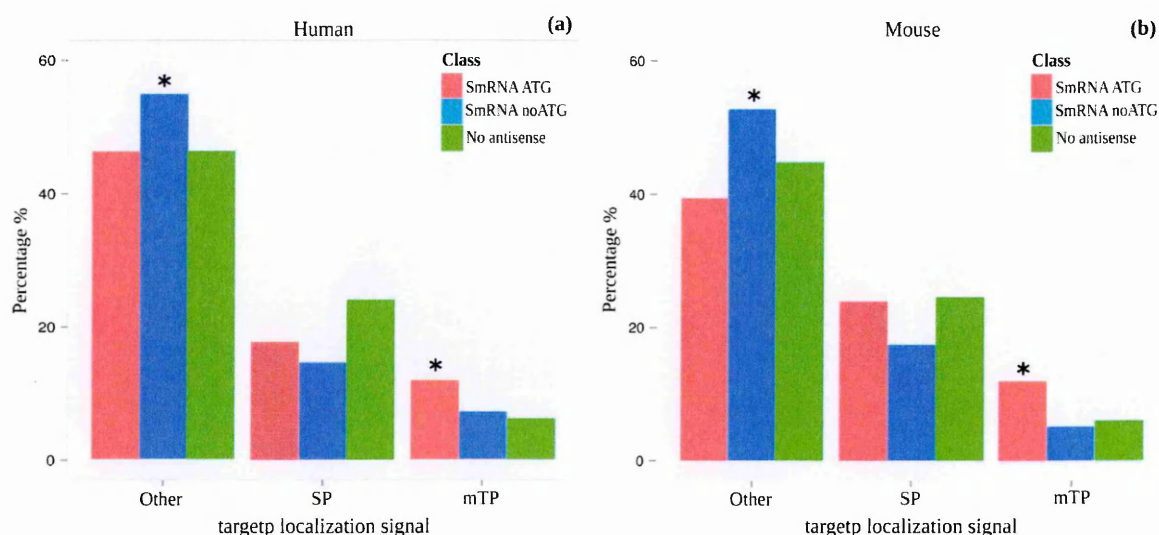 Human
(a)
60
40
20
0
Percentage %
Class
SmRNA ATG
SmRNA noATG
No antisense
*
*
Other
SP
mTP
targetp localization signal
Mouse
(b)
60
40
20
0
Percentage %
Class
SmRNA ATG
SmRNA noATG
No antisense
*
*
Other
SP
mTP
targetp localization signal